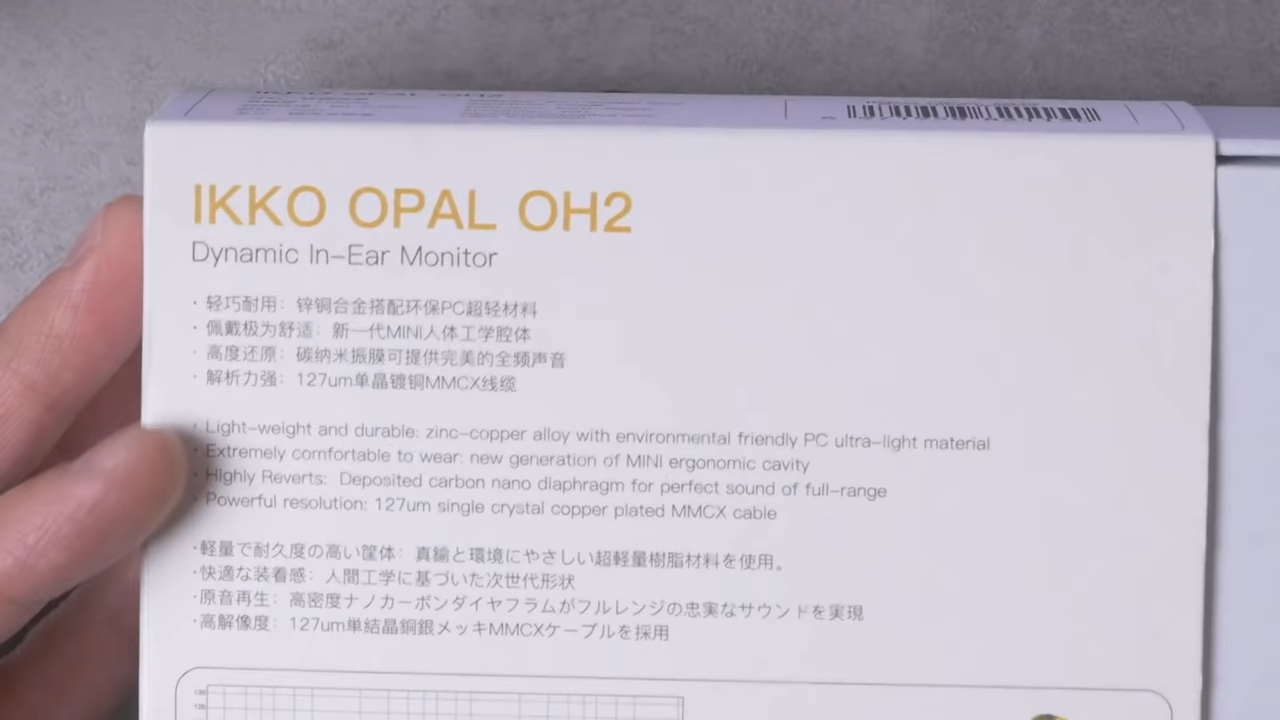 IKKO OPAL OH2
IKKO OPAL OH2
Dynamic In-Ear Monitor
· 轻巧耐用：锌铜合金搭配环保PC超轻材料
· 佩戴极为舒适：新一代MINI人体工学腔体
· 高度还原：碳纳米振膜可提供完美的全频声音
· 解析力强：127um单晶镀铜MMCX线缆
· Light-weight and durable: zinc-copper alloy with environmental friendly PC ultra-light material
· Extremely comfortable to wear: new generation of MINI ergonomic cavity
· Highly Reverts: Deposited carbon nano diaphragm for perfect sound of full-range
· Powerful resolution: 127um single crystal copper plated MMCX cable
·軽量で耐久度の高い筐体：真鍮と環境にやさしい超軽量樹脂材料を使用。
·快適な装着感：人間工学に基づいた次世代形状
·原音再生：高密度ナノカーボンダイヤフラムがフルレンジの忠実なサウンドを実現
·高解像度：127um単結晶銅銀メッキMMCXケーブルを採用